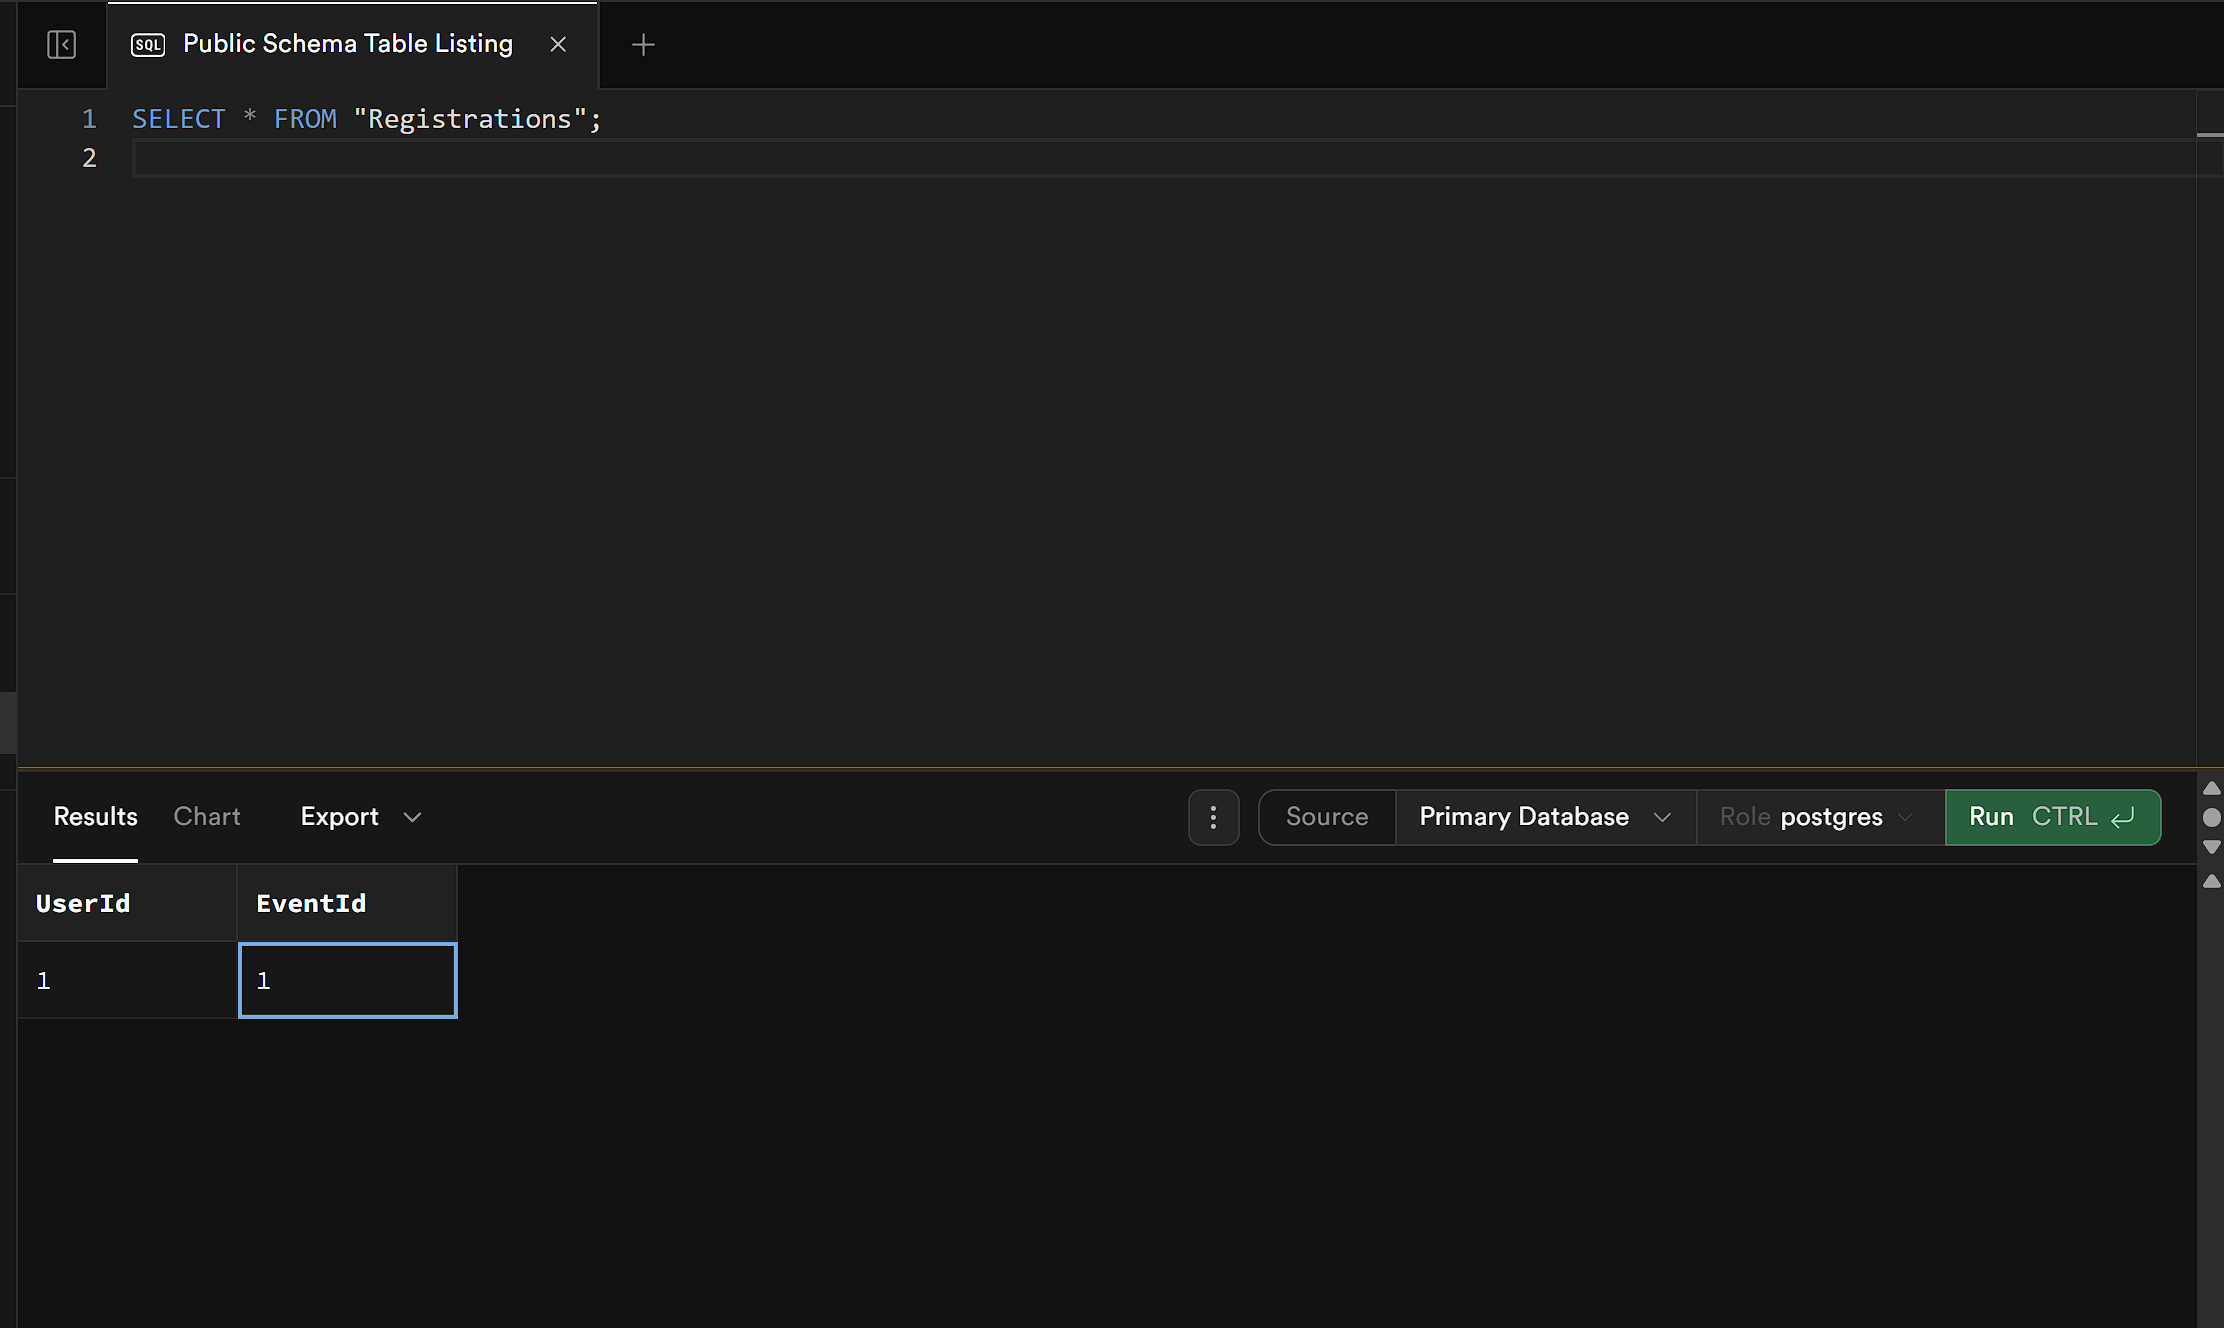 SQL Public Schema Table Listing
1 SELECT * FROM "Registrations";
2
Results Chart Export Source Primary Database Role postgres Run CTRL
UserId EventId
1 1